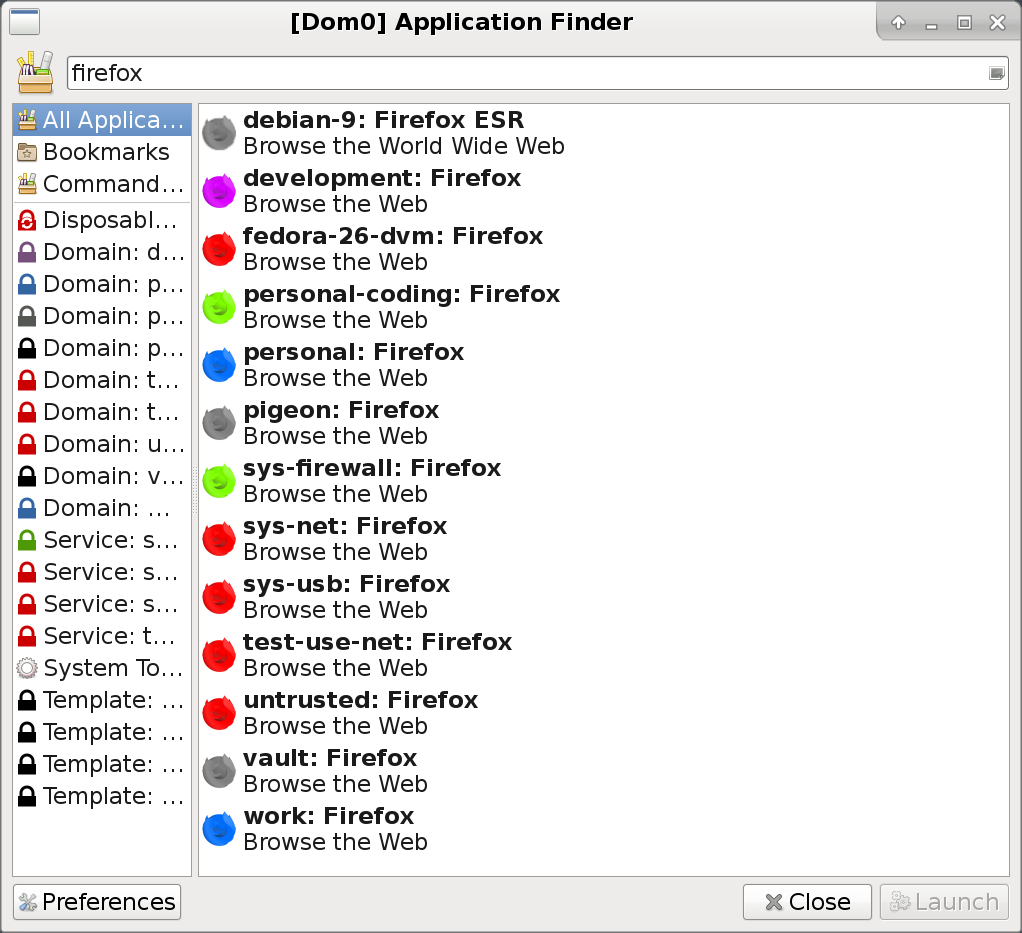 [Dom0] Application Finder
firefox
All Applica...
Bookmarks
Command...
Disposabl...
Domain: d...
Domain: p...
Domain: p...
Domain: p...
Domain: t...
Domain: t...
Domain: u...
Domain: v...
Domain: ...
Service: s...
Service: s...
Service: s...
Service: t...
System To...
Template: ...
Template: ...
Template: ...
Template: ...
debian-9: Firefox ESR
Browse the World Wide Web
development: Firefox
Browse the Web
fedora-26-dvm: Firefox
Browse the Web
personal-coding: Firefox
Browse the Web
personal: Firefox
Browse the Web
pigeon: Firefox
Browse the Web
sys-firewall: Firefox
Browse the Web
sys-net: Firefox
Browse the Web
sys-usb: Firefox
Browse the Web
test-use-net: Firefox
Browse the Web
untrusted: Firefox
Browse the Web
vault: Firefox
Browse the Web
work: Firefox
Browse the Web
Preferences
Close
Launch